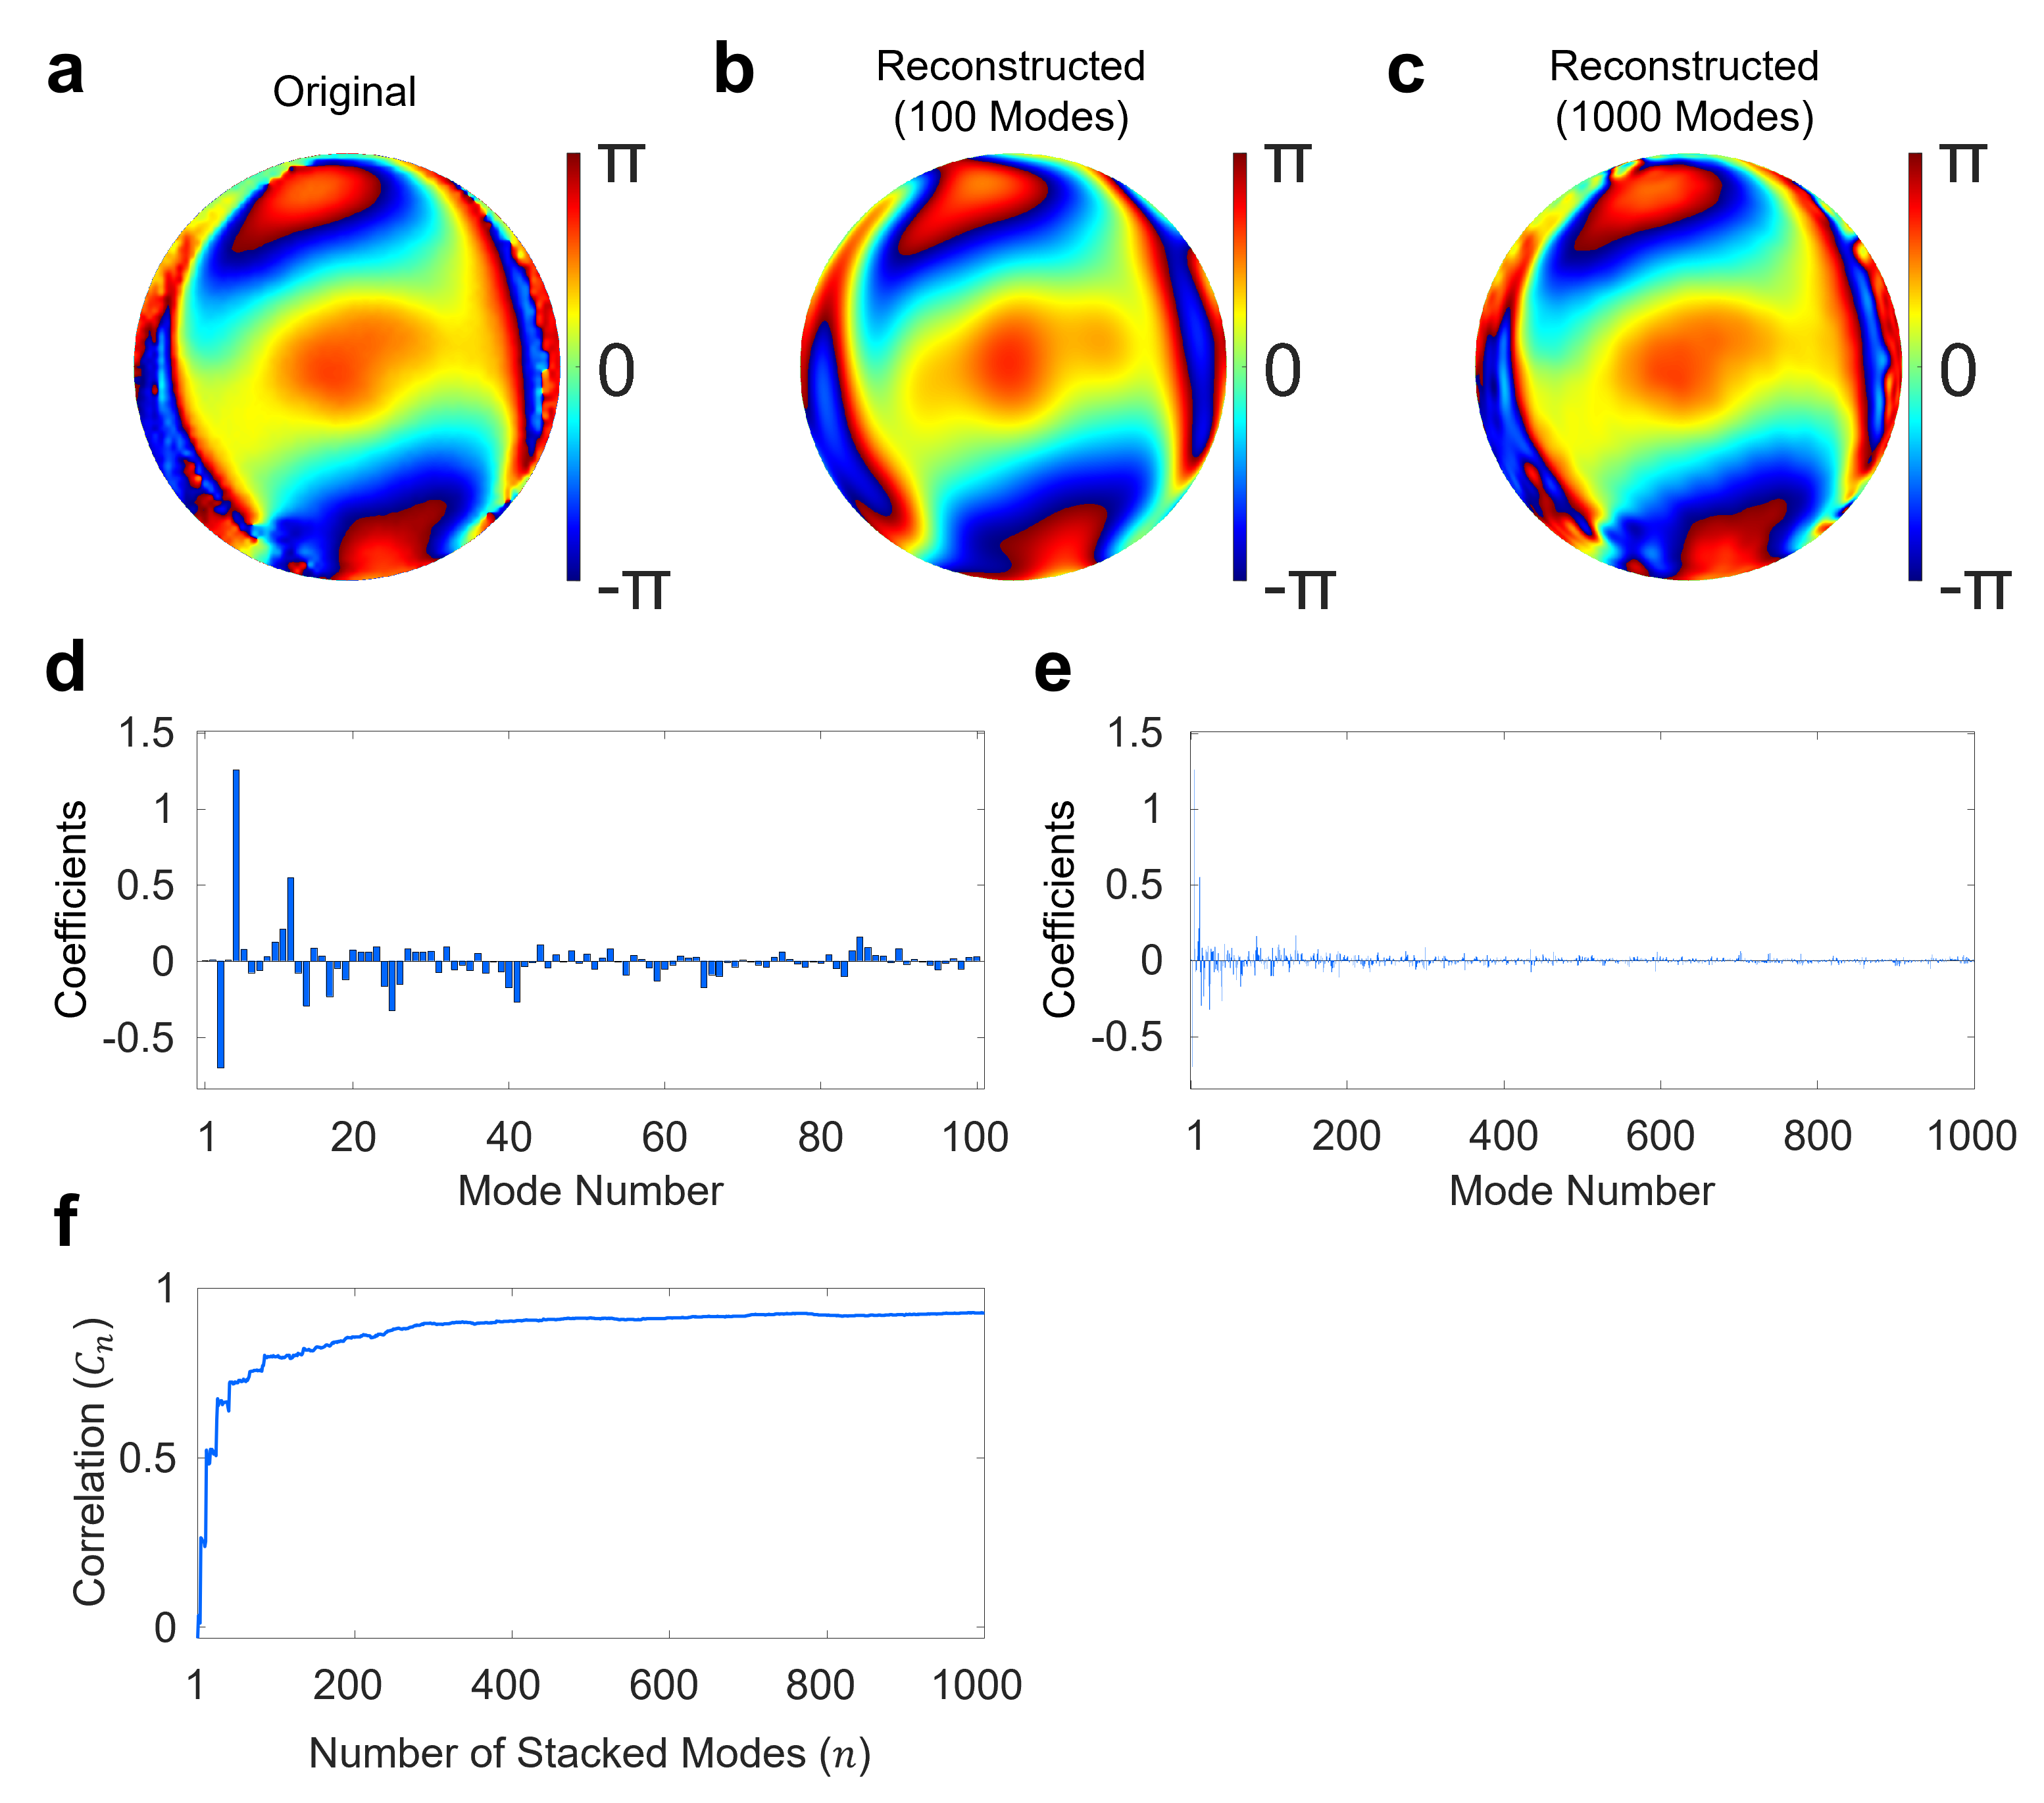 a
Original
b
Reconstructed
(100 Modes)
c
Reconstructed
(1000 Modes)
π
0
-π
π
0
-π
π
0
-π
d
1.5
1
0.5
0
-0.5
Coefficients
1 20 40 60 80 100
Mode Number
e
1.5
1
0.5
0
-0.5
Coefficients
1 200 400 600 800 1000
Mode Number
f
1
0.5
0
Correlation (Cₙ)
1 200 400 600 800 1000
Number of Stacked Modes (n)